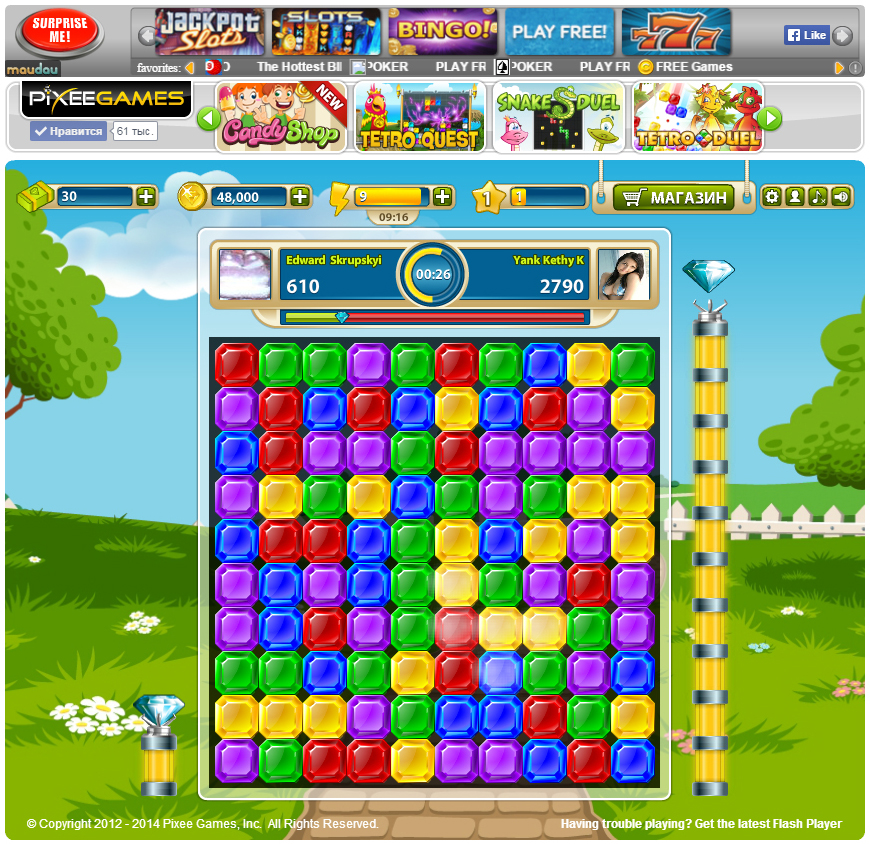 SURPRISE
ME!
maudau
JACKPOT
Slots
SLOTS
BINGO!
PLAY FREE!
777
Like
favorites:
The Hottest
POKER
PLAY FR
POKER
PLAY FR
FREE Games
PiXEEGAMES
Нравится
61 тыс.
Candy Shop
NEW
TETRO QUEST
SNAKE DUEL
TETRO DUEL
30
48,000
9
09:16
1
1
МАГАЗИН
Edward Skrupskyi
610
00:26
Yank Kethy K
2790
© Copyright 2012 - 2014 Pixee Games, Inc. All Rights Reserved.
Having trouble playing? Get the latest Flash Player